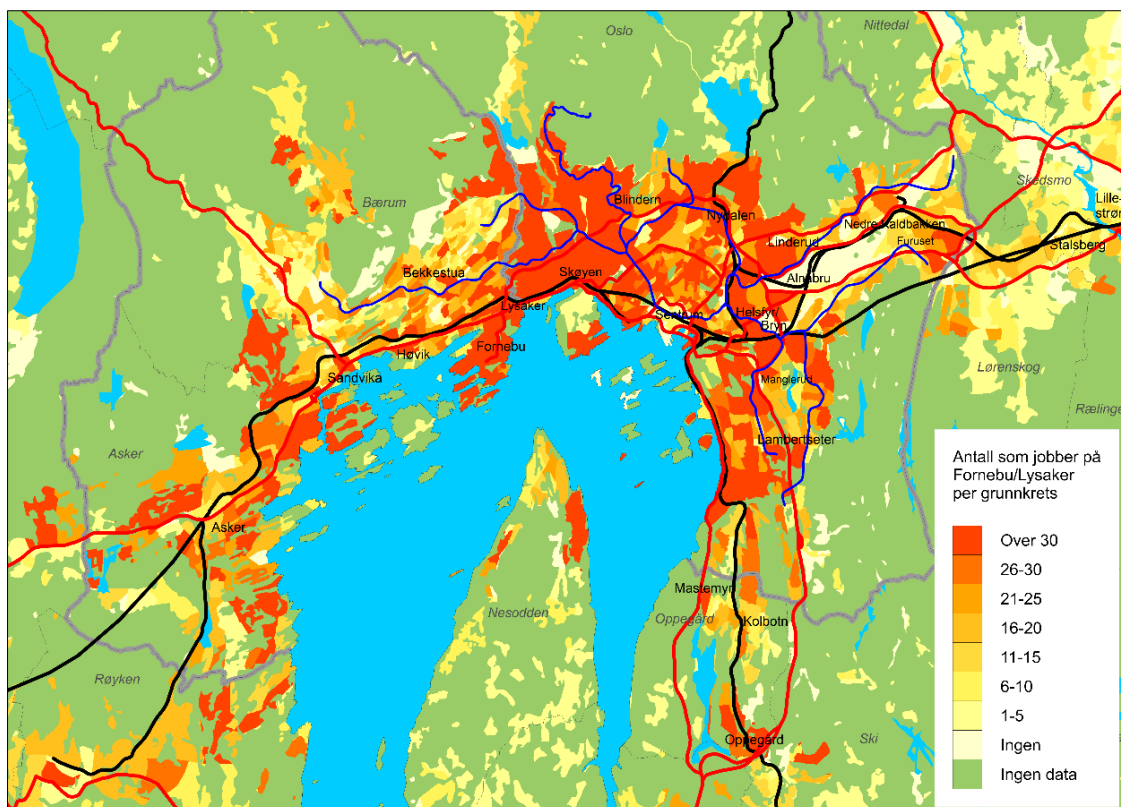 Oslo
Nittedal
Skedsmo
Bærum
Blindern
Nydalen
Lille-
strøm
Linderud
Nedre Kaldbakken
Furuset
Stalsberg
Bekkestua
Skøyen
Alnabru
Lysaker
Sentrum
Helsfyr/
Bryn
Fornebu
Høvik
Sandvika
Manglerud
Lørenskog
Rælinge
Lambertseter
Asker
Asker
Antall som jobber på
Fornebu/Lysaker
per grunnkrets
Over 30
26-30
21-25
16-20
11-15
6-10
1-5
Ingen
Ingen data
Mastemyr
Nesodden
Oppegård
Kolbotn
Røyken
Oppegård
Ski